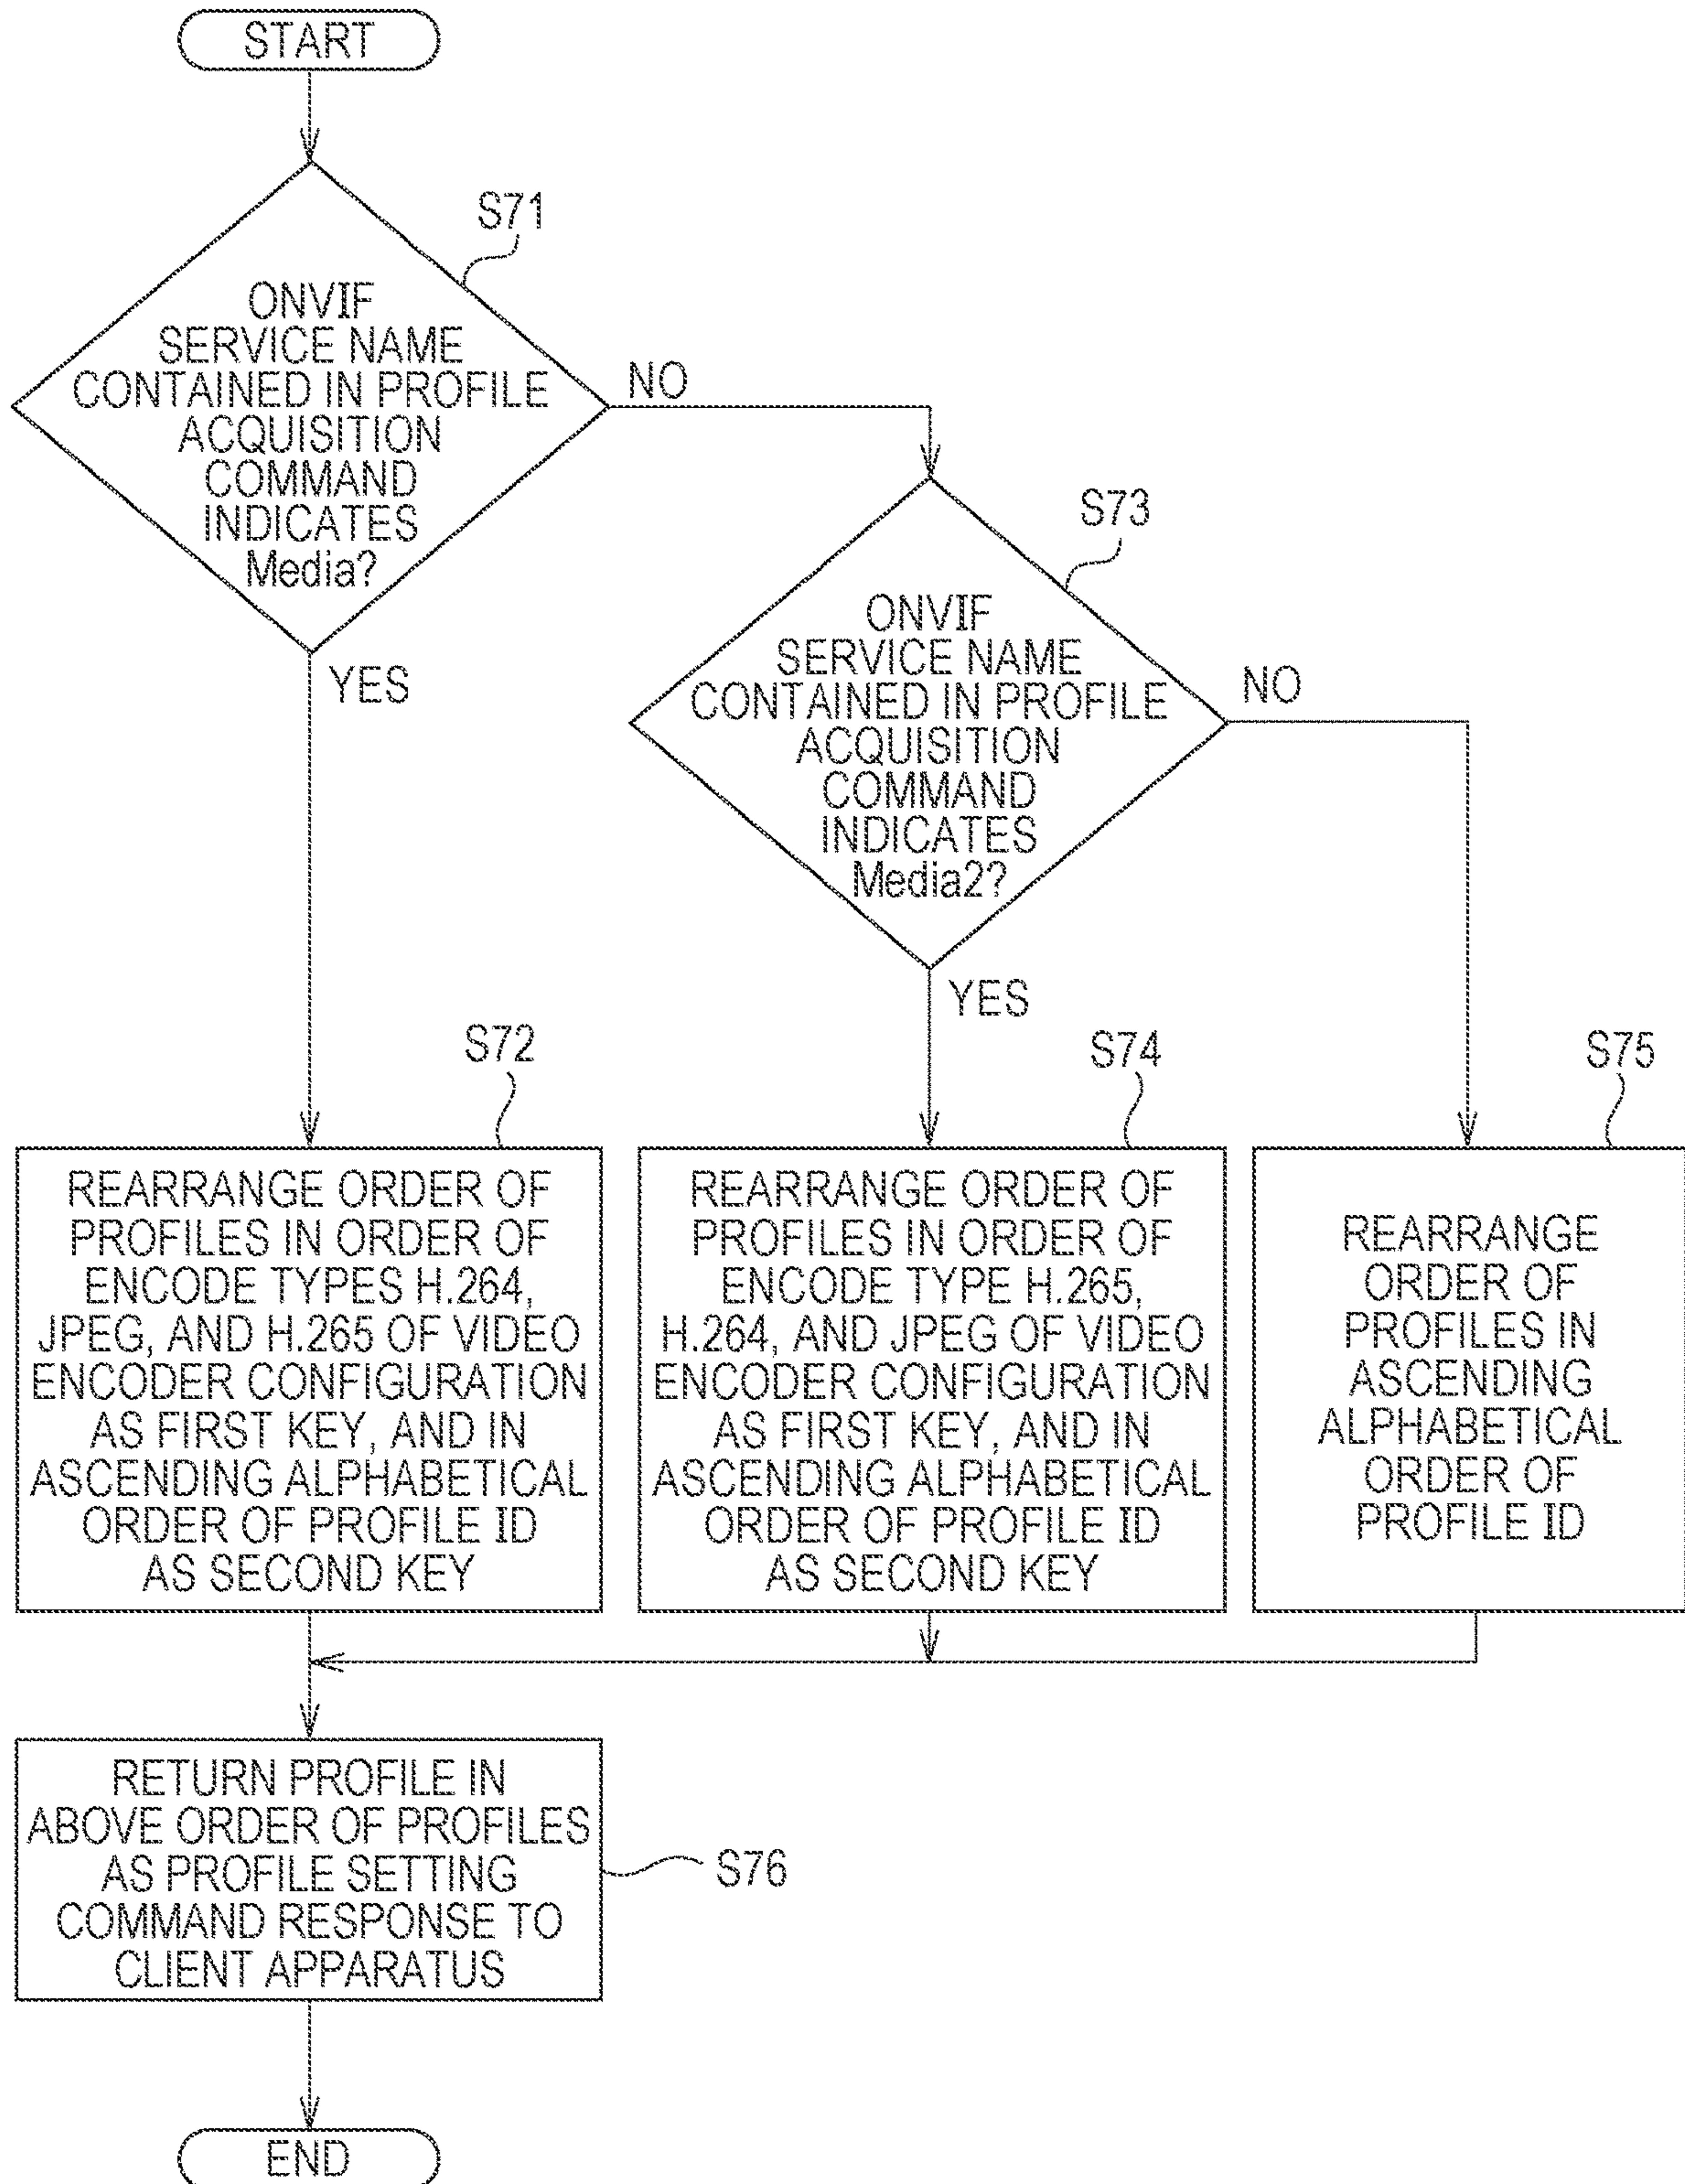 START
S71
ONVIF
SERVICE NAME
CONTAINED IN PROFILE
ACQUISITION
COMMAND
INDICATES
Media?
NO
YES
S73
ONVIF
SERVICE NAME
CONTAINED IN PROFILE
ACQUISITION
COMMAND
INDICATES
Media2?
NO
YES
S72
REARRANGE ORDER OF
PROFILES IN ORDER OF
ENCODE TYPES H.264,
JPEG, AND H.265 OF VIDEO
ENCODER CONFIGURATION
AS FIRST KEY, AND IN
ASCENDING ALPHABETICAL
ORDER OF PROFILE ID
AS SECOND KEY
S74
REARRANGE ORDER OF
PROFILES IN ORDER OF
ENCODE TYPE H.265,
H.264, AND JPEG OF VIDEO
ENCODER CONFIGURATION
AS FIRST KEY, AND IN
ASCENDING ALPHABETICAL
ORDER OF PROFILE ID
AS SECOND KEY
S75
REARRANGE
ORDER OF
PROFILES IN
ASCENDING
ALPHABETICAL
ORDER OF
PROFILE ID
RETURN PROFILE IN
ABOVE ORDER OF PROFILES
AS PROFILE SETTING
COMMAND RESPONSE TO
CLIENT APPARATUS
S76
END